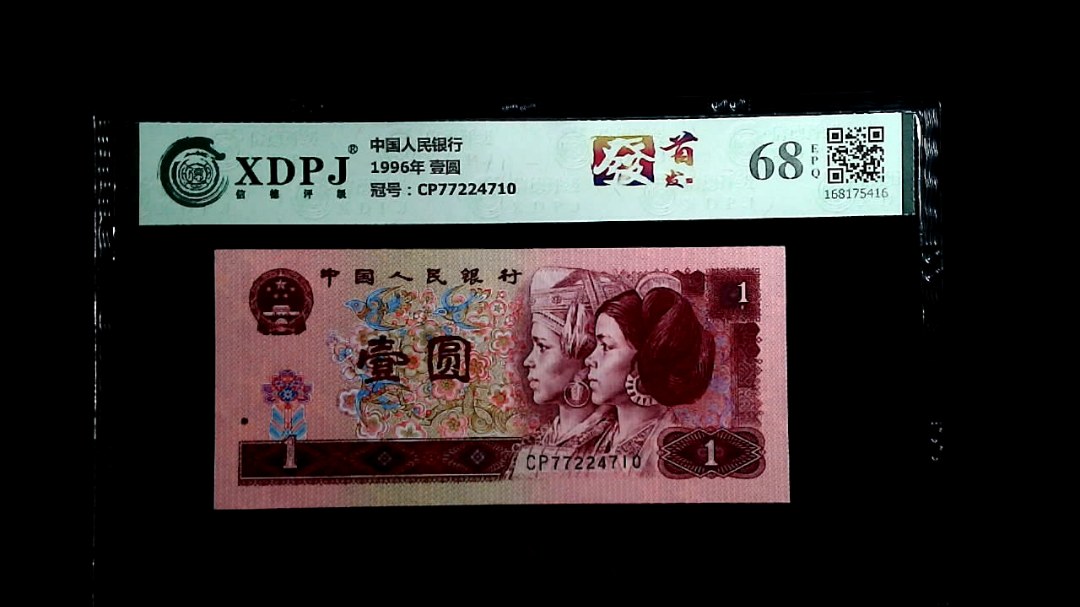 XDPJ®
信德评级
中国人民银行
1996年 壹圆
冠号：CP77224710
發
首发
68
EPQ
168175416
中国人民银行
1
壹圆
1
CP77224710
1